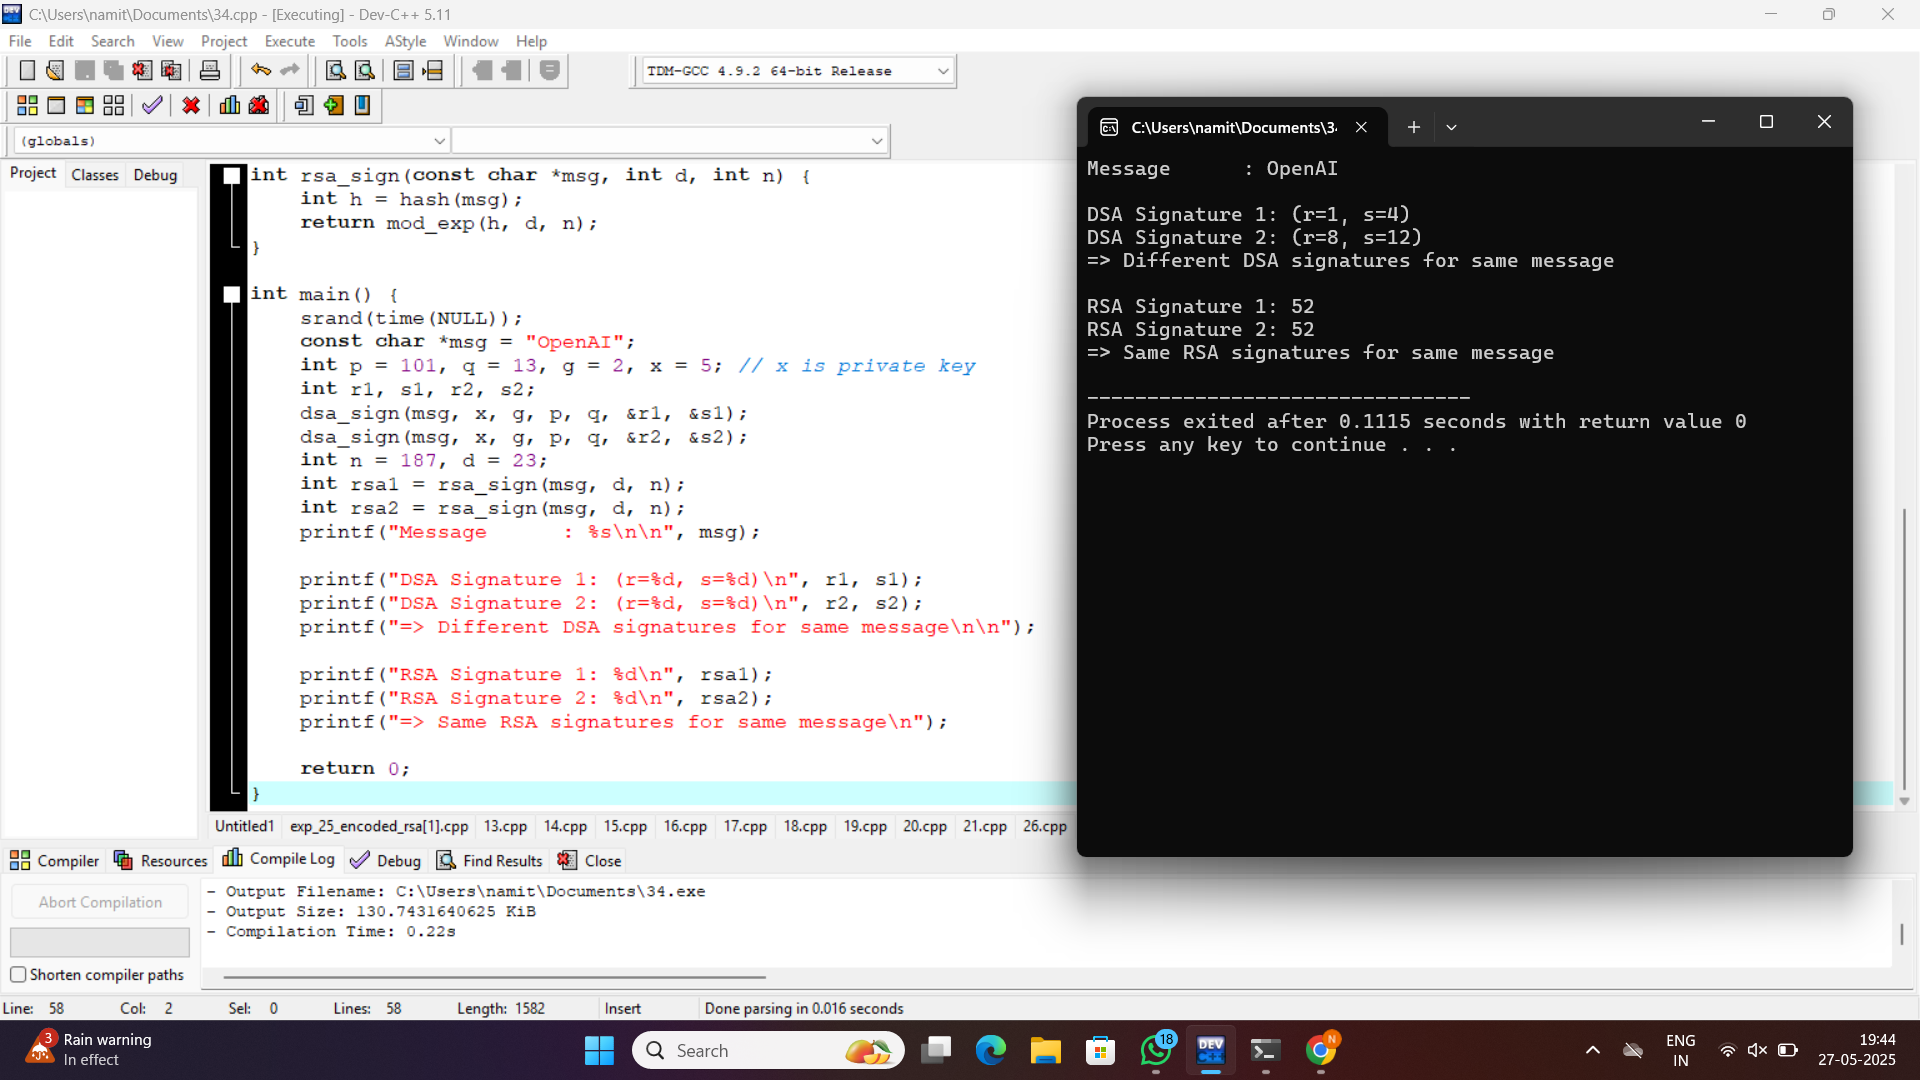 C:\Users\namit\Documents\34.cpp - [Executing] - Dev-C++ 5.11
File Edit Search View Project Execute Tools AStyle Window Help
TDM-GCC 4.9.2 64-bit Release
(globals)
Project Classes Debug
int rsa_sign(const char *msg, int d, int n) {
    int h = hash(msg);
    return mod_exp(h, d, n);
}
int main() {
    srand(time(NULL));
    const char *msg = "OpenAI";
    int p = 101, q = 13, g = 2, x = 5; // x is private key
    int r1, s1, r2, s2;
    dsa_sign(msg, x, g, p, q, &r1, &s1);
    dsa_sign(msg, x, g, p, q, &r2, &s2);
    int n = 187, d = 23;
    int rsa1 = rsa_sign(msg, d, n);
    int rsa2 = rsa_sign(msg, d, n);
    printf("Message      : %s\n\n", msg);
    printf("DSA Signature 1: (r=%d, s=%d)\n", r1, s1);
    printf("DSA Signature 2: (r=%d, s=%d)\n", r2, s2);
    printf("=> Different DSA signatures for same message\n\n");
    printf("RSA Signature 1: %d\n", rsa1);
    printf("RSA Signature 2: %d\n", rsa2);
    printf("=> Same RSA signatures for same message\n");
    return 0;
}
C:\Users\namit\Documents\3
Message      : OpenAI
DSA Signature 1: (r=1, s=4)
DSA Signature 2: (r=8, s=12)
=> Different DSA signatures for same message
RSA Signature 1: 52
RSA Signature 2: 52
=> Same RSA signatures for same message
--------------------------------
Process exited after 0.1115 seconds with return value 0
Press any key to continue . . .
Untitled1 exp_25_encoded_rsa[1].cpp 13.cpp 14.cpp 15.cpp 16.cpp 17.cpp 18.cpp 19.cpp 20.cpp 21.cpp 26.cpp
Compiler Resources Compile Log Debug Find Results Close
Abort Compilation
Shorten compiler paths
- Output Filename: C:\Users\namit\Documents\34.exe
- Output Size: 130.7431640625 KiB
- Compilation Time: 0.22s
Line: 58 Col: 2 Sel: 0 Lines: 58 Length: 1582 Insert Done parsing in 0.016 seconds
3
Rain warning
In effect
Search
18
DEV
N
ENG
IN
19:44
27-05-2025